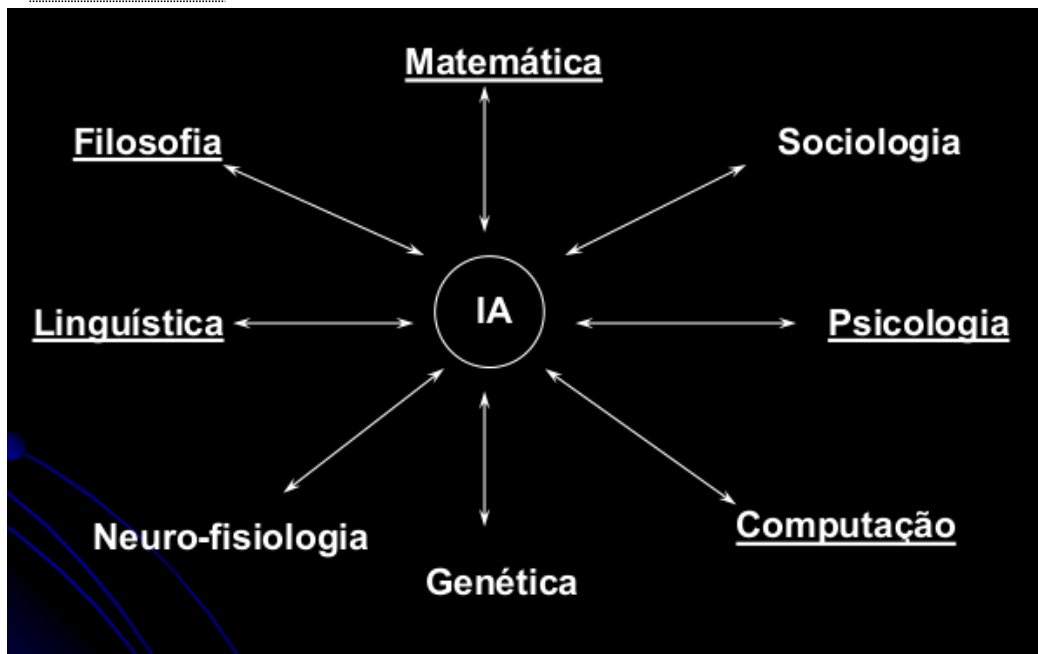 Matemática
Filosofia
Sociologia
IA
Linguística
Psicologia
Neuro-fisiologia
Computação
Genética